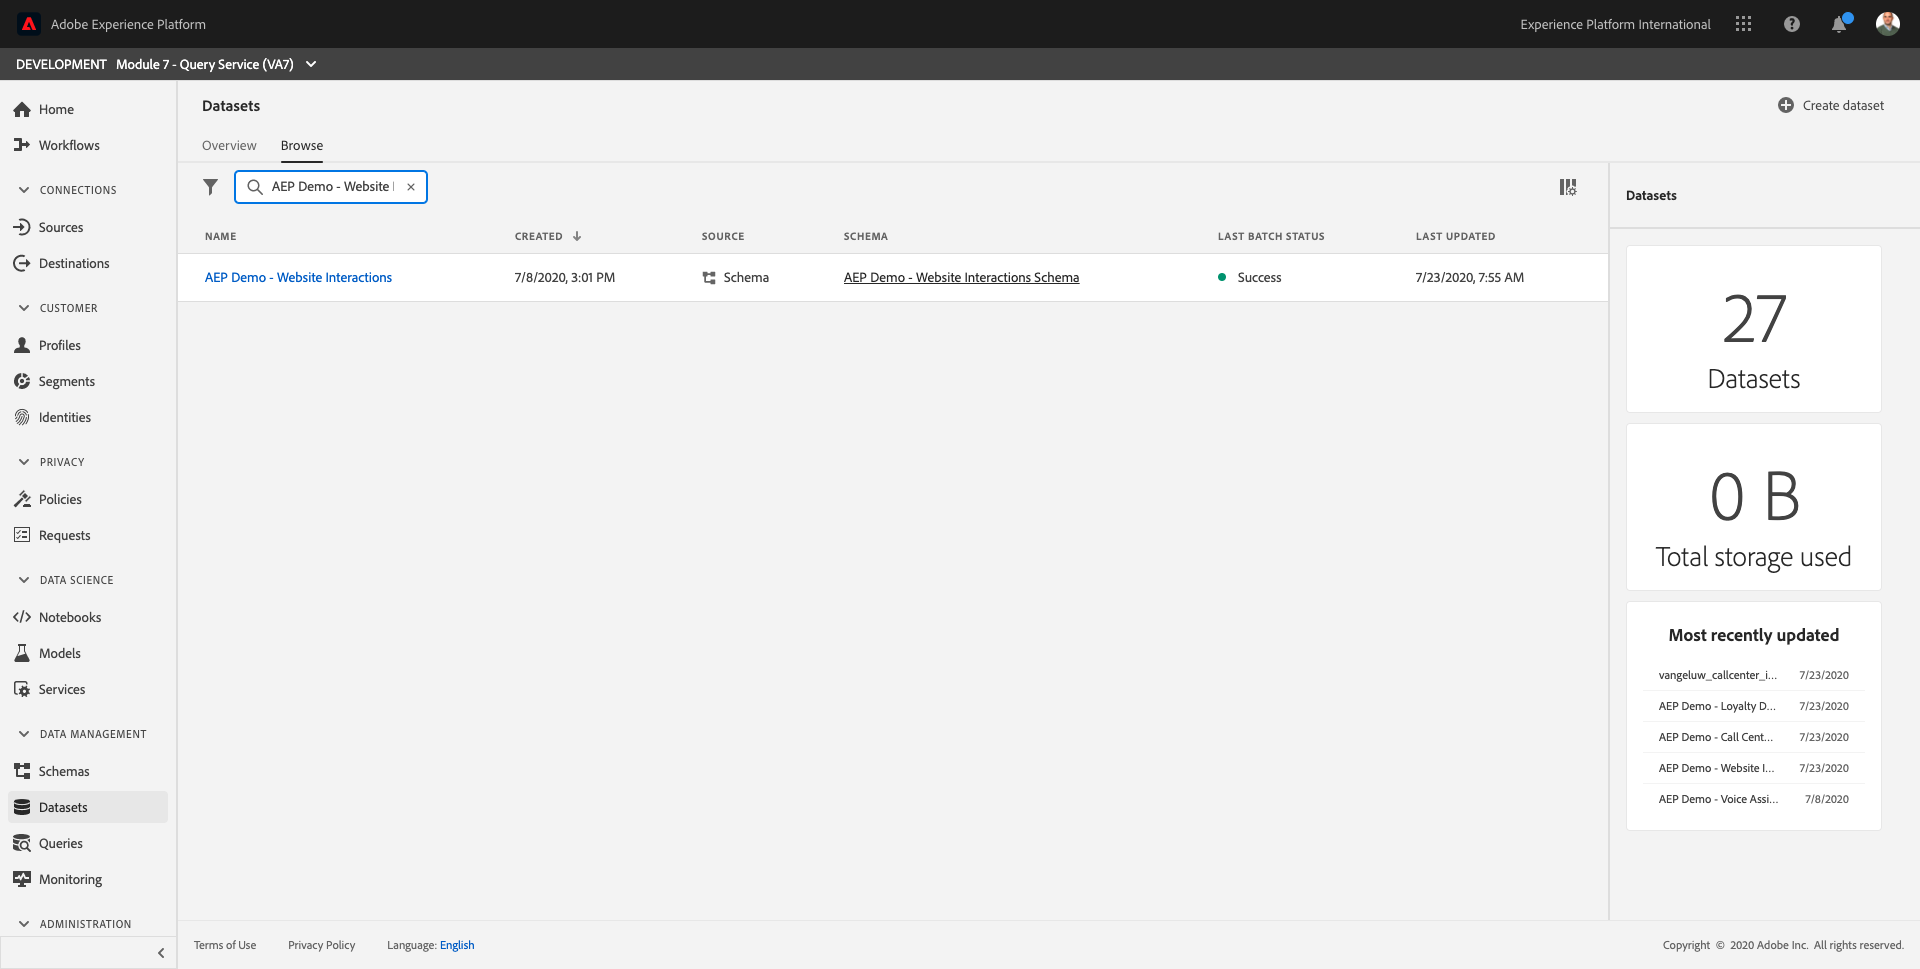 Adobe Experience Platform
Experience Platform International
DEVELOPMENT Module 7 - Query Service (VA7)
Home
Workflows
CONNECTIONS
Sources
Destinations
CUSTOMER
Profiles
Segments
Identities
PRIVACY
Policies
Requests
DATA SCIENCE
Notebooks
Models
Services
DATA MANAGEMENT
Schemas
Datasets
Queries
Monitoring
ADMINISTRATION
Datasets
Create dataset
Overview Browse
AEP Demo - Website
NAME CREATED SOURCE SCHEMA LAST BATCH STATUS LAST UPDATED
AEP Demo - Website Interactions 7/8/2020, 3:01 PM Schema AEP Demo - Website Interactions Schema Success 7/23/2020, 7:55 AM
Datasets
27
Datasets
0 B
Total storage used
Most recently updated
vangeluw_callcenter_i... 7/23/2020
AEP Demo - Loyalty D... 7/23/2020
AEP Demo - Call Cent... 7/23/2020
AEP Demo - Website I... 7/23/2020
AEP Demo - Voice Assi... 7/8/2020
Terms of Use Privacy Policy Language: English
Copyright © 2020 Adobe Inc. All rights reserved.